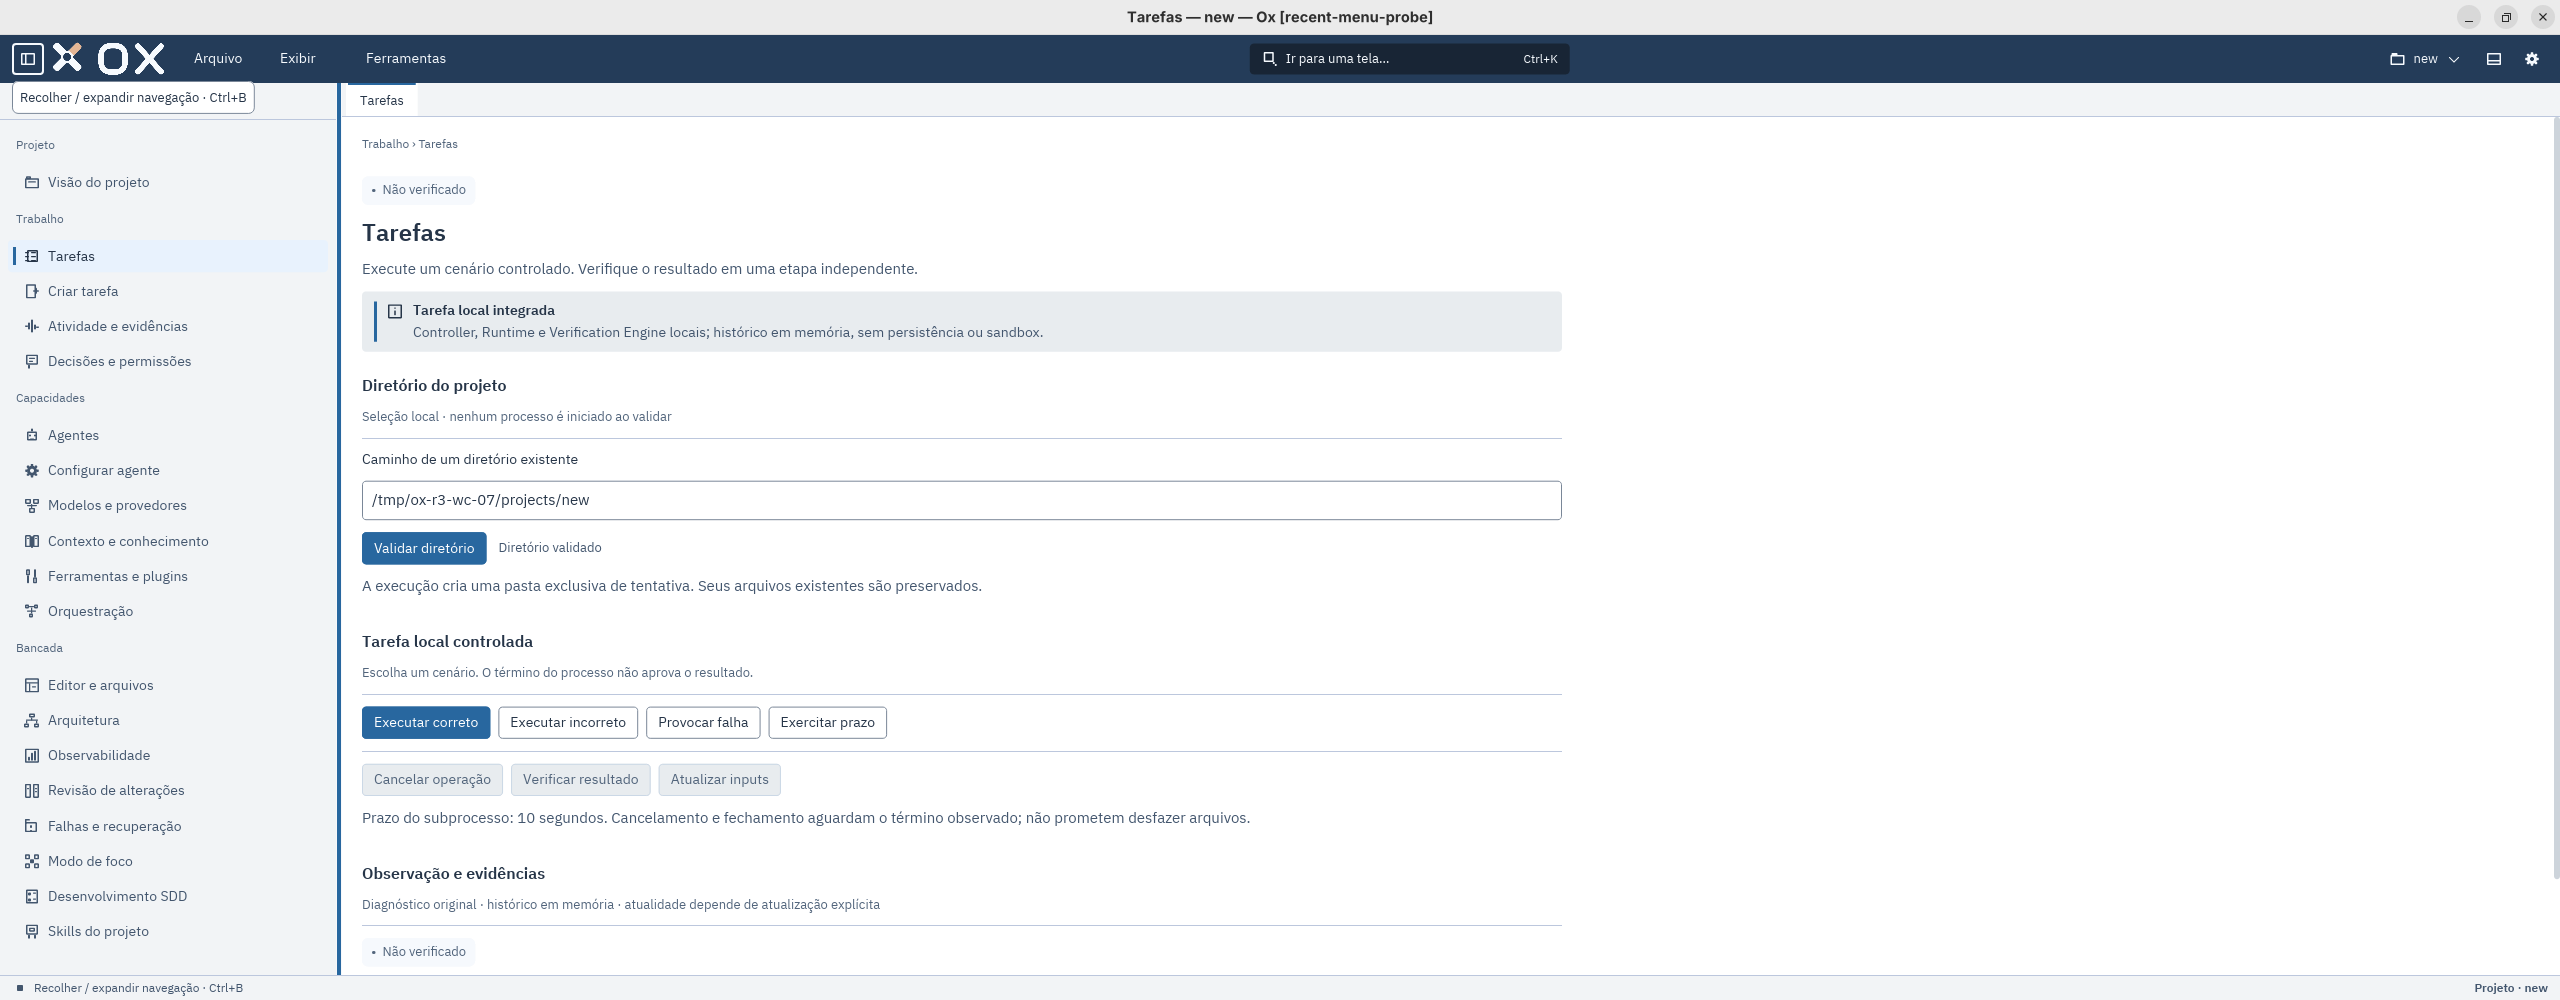 Tarefas — new — Ox [recent-menu-probe]
OX
Arquivo
Exibir
Ferramentas
Ir para uma tela...
Ctrl+K
new
Recolher / expandir navegação · Ctrl+B
Projeto
Visão do projeto
Trabalho
Tarefas
Criar tarefa
Atividade e evidências
Decisões e permissões
Capacidades
Agentes
Configurar agente
Modelos e provedores
Contexto e conhecimento
Ferramentas e plugins
Orquestração
Bancada
Editor e arquivos
Arquitetura
Observabilidade
Revisão de alterações
Falhas e recuperação
Modo de foco
Desenvolvimento SDD
Skills do projeto
Tarefas
Trabalho › Tarefas
• Não verificado
Tarefas
Execute um cenário controlado. Verifique o resultado em uma etapa independente.
Tarefa local integrada
Controller, Runtime e Verification Engine locais; histórico em memória, sem persistência ou sandbox.
Diretório do projeto
Seleção local · nenhum processo é iniciado ao validar
Caminho de um diretório existente
/tmp/ox-r3-wc-07/projects/new
Validar diretório
Diretório validado
A execução cria uma pasta exclusiva de tentativa. Seus arquivos existentes são preservados.
Tarefa local controlada
Escolha um cenário. O término do processo não aprova o resultado.
Executar correto
Executar incorreto
Provocar falha
Exercitar prazo
Cancelar operação
Verificar resultado
Atualizar inputs
Prazo do subprocesso: 10 segundos. Cancelamento e fechamento aguardam o término observado; não prometem desfazer arquivos.
Observação e evidências
Diagnóstico original · histórico em memória · atualidade depende de atualização explícita
• Não verificado
Recolher / expandir navegação · Ctrl+B
Projeto · new